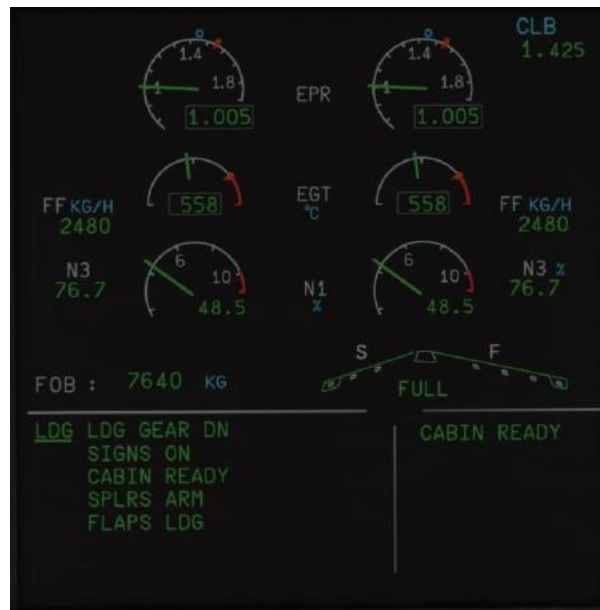 CLB
1.425
1.4 1.4
1 1.8 EPR 1 1.8
1.005 1.005
EGT
558 °C 558
FF KG/H FF KG/H
2480 2480
N3 6 10 N1 6 10 N3 %
76.7 48.5 % 48.5 76.7
S F
FOB : 7640 KG FULL
LDG LDG GEAR DN CABIN READY
SIGNS ON
CABIN READY
SPLRS ARM
FLAPS LDG